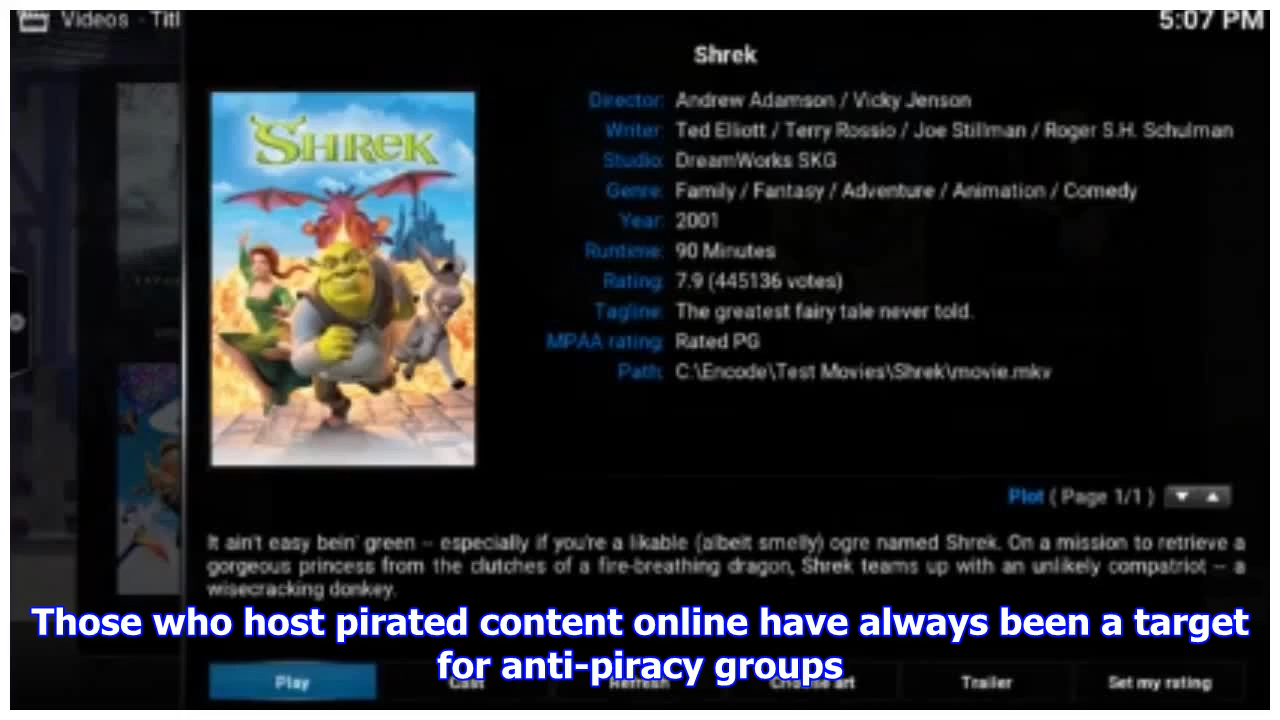 Videos - Titl
5:07 PM
Shrek
SHREK
Director: Andrew Adamson / Vicky Jenson
Writer: Ted Elliott / Terry Rossio / Joe Stillman / Roger S.H. Schulman
Studio: DreamWorks SKG
Genre: Family / Fantasy / Adventure / Animation / Comedy
Year: 2001
Runtime: 90 Minutes
Rating: 7.9 (445136 votes)
Tagline: The greatest fairy tale never told.
MPAA rating: Rated PG
Path: C:\Encode\Test Movies\Shrek\movie.mkv
Plot ( Page 1/1 )
It ain't easy bein' green -- especially if you're a likable (albeit smelly) ogre named Shrek. On a mission to retrieve a
gorgeous princess from the clutches of a fire-breathing dragon, Shrek teams up with an unlikely compatriot -- a
wisecracking donkey.
Those who host pirated content online have always been a target
for anti-piracy groups
Play Cast Refresh Choose art Trailer Set my rating